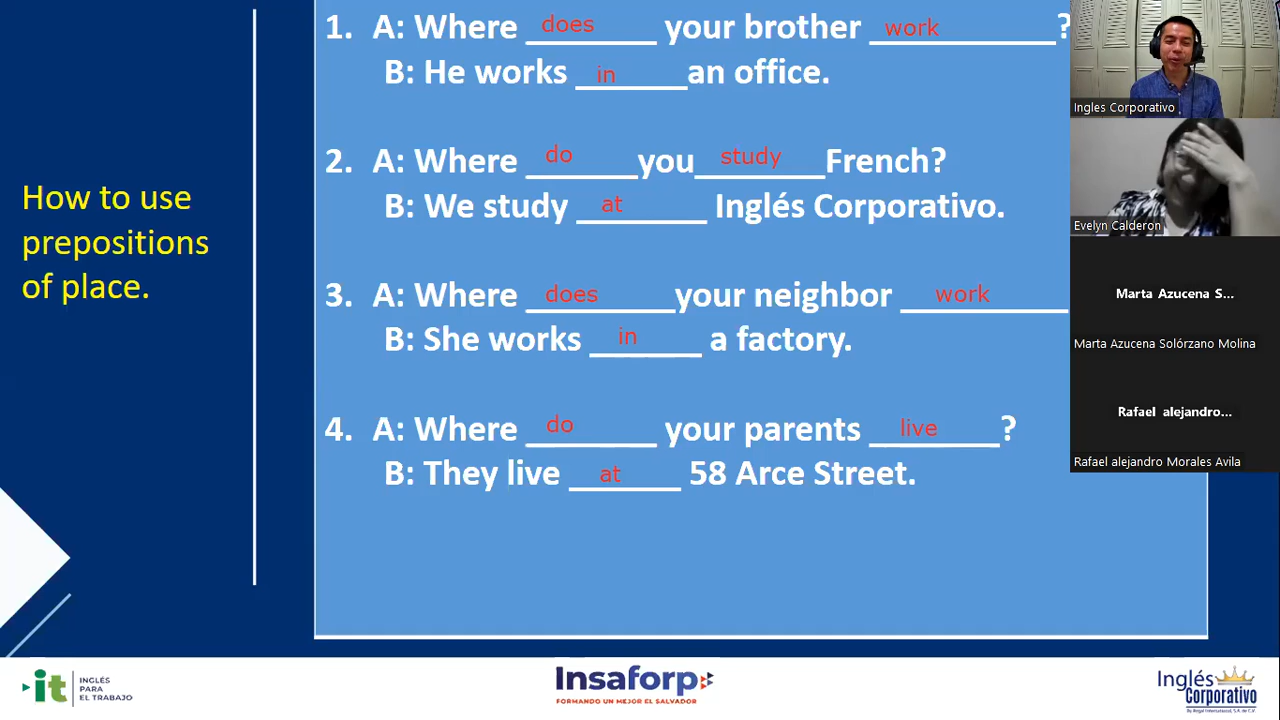 How to use
prepositions
of place.
1. A: Where does your brother work ?
B: He works in an office.
2. A: Where do you study French?
B: We study at Inglés Corporativo.
3. A: Where does your neighbor work
B: She works in a factory.
4. A: Where do your parents live ?
B: They live at 58 Arce Street.
Ingles Corporativo
Evelyn Calderon
Marta Azucena S...
Marta Azucena Solórzano Molina
Rafael alejandro...
Rafael alejandro Morales Avila
it INGLÉS
PARA
EL TRABAJO
Insaforp
FORMANDO UN MEJOR EL SALVADOR
Inglés
Corporativo